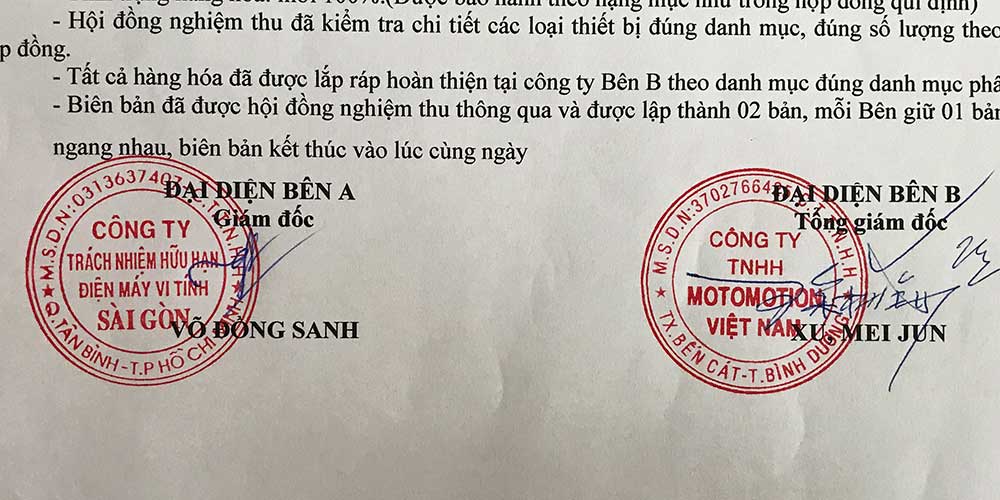 - Hội đồng nghiệm thu đã kiểm tra chi tiết các loại thiết bị đúng danh mục, đúng số lượng theo
p đồng.
- Tất cả hàng hóa đã được lắp ráp hoàn thiện tại công ty Bên B theo danh mục đúng danh mục
- Biên bản đã được hội đồng nghiệm thu thông qua và được lập thành 02 bản, mỗi Bên giữ 01 bản
ngang nhau, biên bản kết thúc vào lúc cùng ngày
ĐẠI DIỆN BÊN A
Giám đốc
M.S.D.N:0313637407
CÔNG TY
TRÁCH NHIỆM HỮU HẠN
ĐIỆN MÁY VI TÍNH
SÀI GÒN
Q.TÂN BÌNH-T.P HỒ CHÍ
VÕ ĐÔNG SANH
ĐẠI DIỆN BÊN B
Tổng giám đốc
M.S.D.N:37027664
CÔNG TY
TNHH
MOTOMOTION
VIỆT NAM
TX.BẾN CÁT-T.BÌNH DƯƠNG
XU, MEI JUN